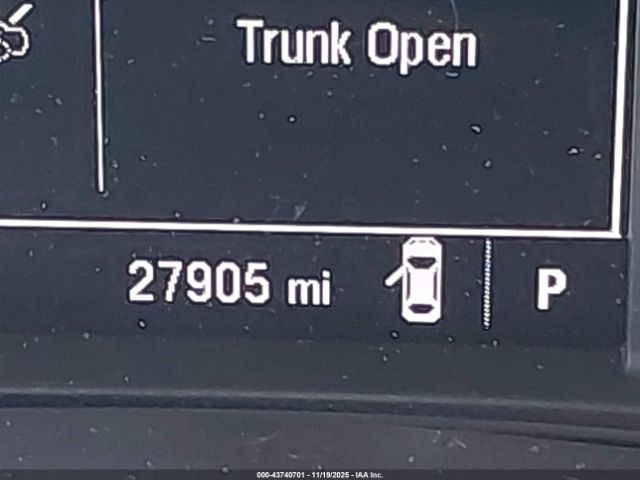 Trunk Open
27905 mi
P
000-43740701 - 11/19/2025 - IAA Inc.